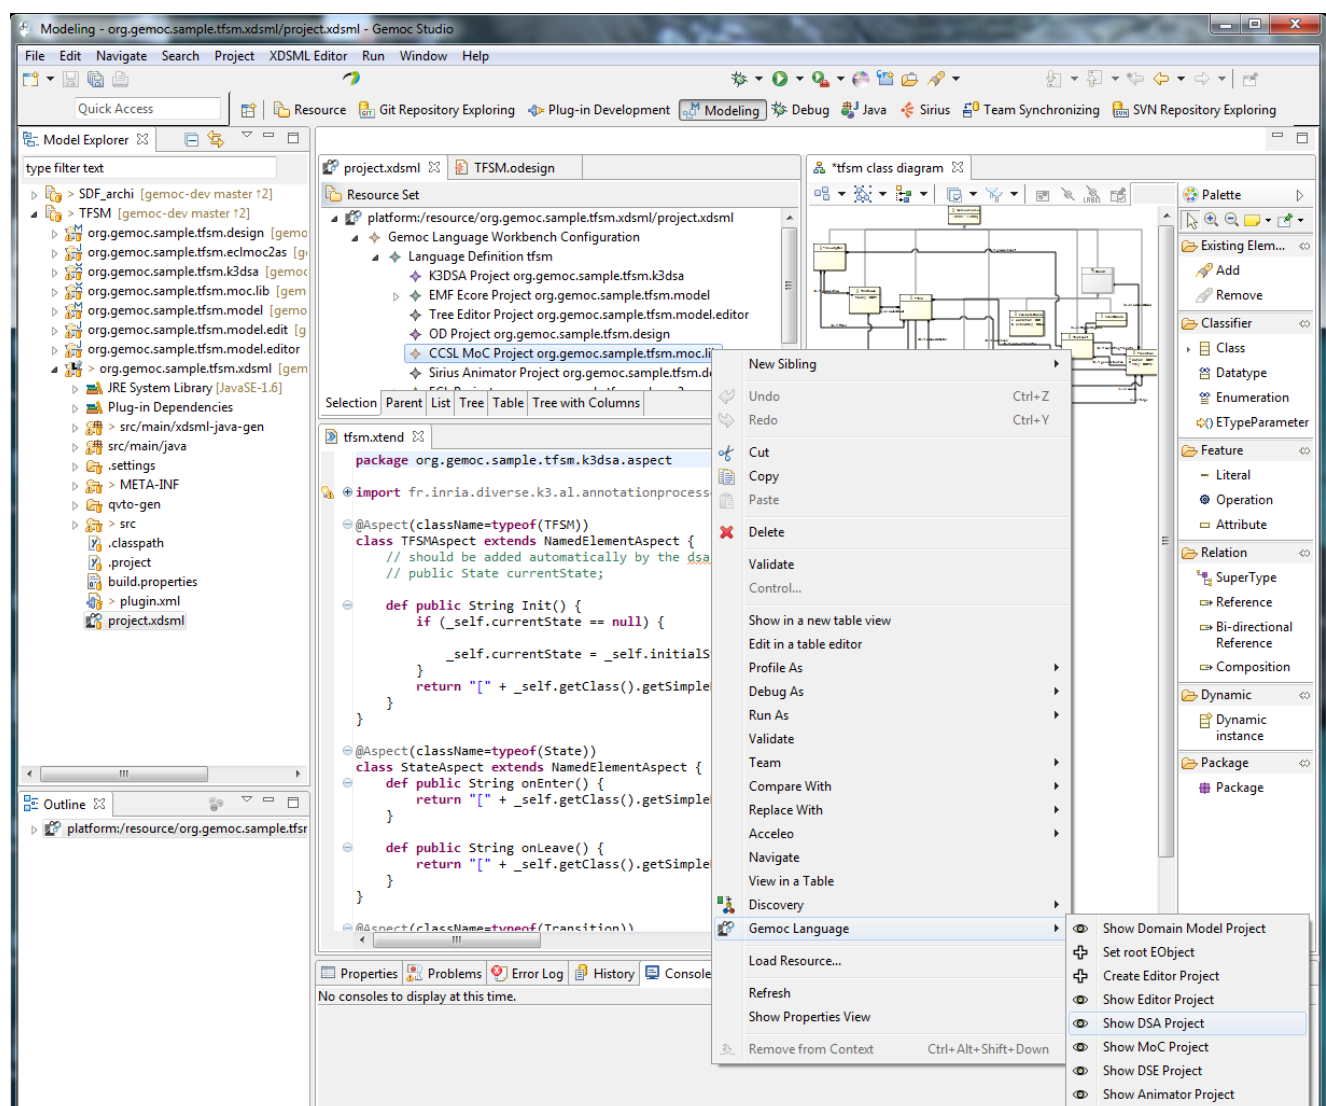 Modeling - org.gemoc.sample.tfsm.xdsml/project.xdsml - Gemoc Studio
File Edit Navigate Search Project XDSML Editor Run Window Help
Quick Access
Resource Git Repository Exploring Plug-in Development Modeling Debug Java Sirius Team Synchronizing SVN Repository Exploring
Model Explorer
type filter text
> SDF_archi [gemoc-dev master ↑2]
> TFSM [gemoc-dev master ↑2]
org.gemoc.sample.tfsm.design [gemo
org.gemoc.sample.tfsm.eclmoc2as [g
org.gemoc.sample.tfsm.k3dsa [gemoc
org.gemoc.sample.tfsm.moc.lib [gem
org.gemoc.sample.tfsm.model [gemo
org.gemoc.sample.tfsm.model.edit [g
org.gemoc.sample.tfsm.model.editor
> org.gemoc.sample.tfsm.xdsml [gem
JRE System Library [JavaSE-1.6]
Plug-in Dependencies
> src/main/xdsml-java-gen
src/main/java
.settings
> META-INF
qvto-gen
> src
.classpath
.project
build.properties
> plugin.xml
project.xdsml
Outline
platform:/resource/org.gemoc.sample.tfsr
project.xdsml TFSM.odesign
Resource Set
platform:/resource/org.gemoc.sample.tfsm.xdsml/project.xdsml
Gemoc Language Workbench Configuration
Language Definition tfsm
K3DSA Project org.gemoc.sample.tfsm.k3dsa
EMF Ecore Project org.gemoc.sample.tfsm.model
Tree Editor Project org.gemoc.sample.tfsm.model.editor
OD Project org.gemoc.sample.tfsm.design
CCSL MoC Project org.gemoc.sample.tfsm.moc.li
Sirius Animator Project org.gemoc.sample.tfsm.d
Selection Parent List Tree Table Tree with Columns
tfsm.xtend
package org.gemoc.sample.tfsm.k3dsa.aspect
import fr.inria.diverse.k3.al.annotationprocess
@Aspect(className=typeof(TFSM))
class TFSMAspect extends NamedElementAspect {
// should be added automatically by the dsa
// public State currentState;
def public String Init() {
if (_self.currentState == null) {
_self.currentState = _self.initialS
}
return "[" + _self.getClass().getSimple
}
}
@Aspect(className=typeof(State))
class StateAspect extends NamedElementAspect {
def public String onEnter() {
return "[" + _self.getClass().getSimple
}
def public String onLeave() {
return "[" + _self.getClass().getSimple
}
}
@Aspect(className=typeof(Transition))
Properties Problems Error Log History Console
No consoles to display at this time.
*tfsm class diagram
Palette
Existing Elem...
Add
Remove
Classifier
Class
Datatype
Enumeration
ETypeParameter
Feature
Literal
Operation
Attribute
Relation
SuperType
Reference
Bi-directional
Reference
Composition
Dynamic
Dynamic
instance
Package
Package
New Sibling
Undo Ctrl+Z
Redo Ctrl+Y
Cut
Copy
Paste
Delete
Validate
Control...
Show in a new table view
Edit in a table editor
Profile As
Debug As
Run As
Validate
Team
Compare With
Replace With
Acceleo
Navigate
View in a Table
Discovery
Gemoc Language
Load Resource...
Refresh
Show Properties View
Remove from Context Ctrl+Alt+Shift+Down
Show Domain Model Project
Set root EObject
Create Editor Project
Show Editor Project
Show DSA Project
Show MoC Project
Show DSE Project
Show Animator Project